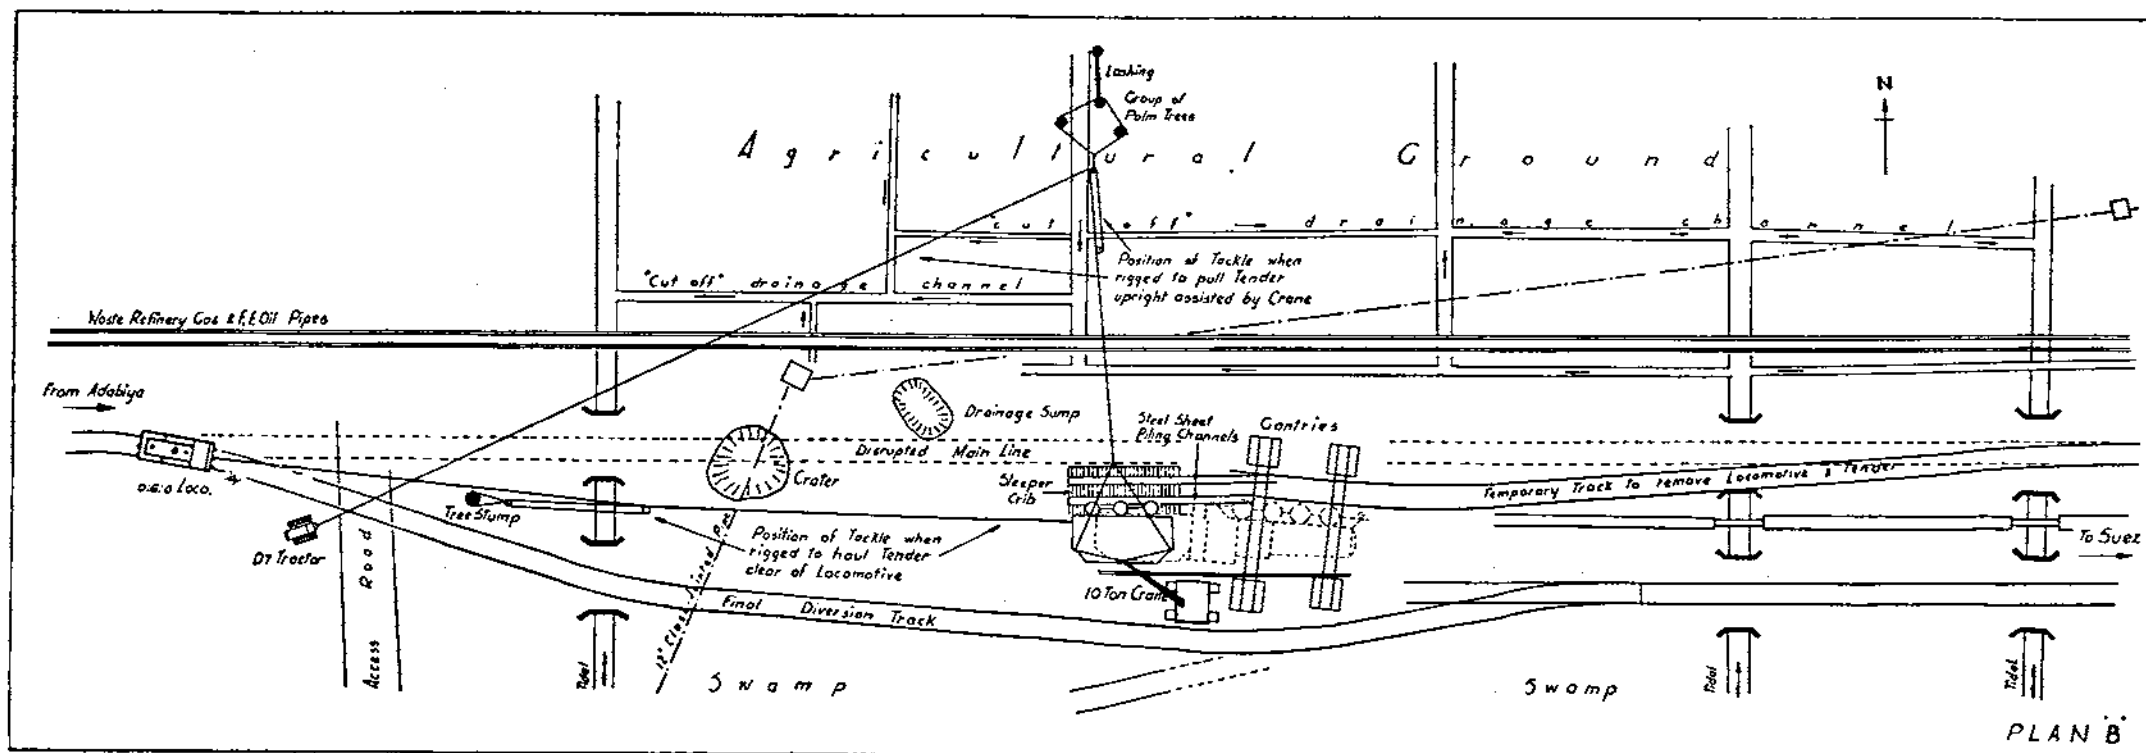 Lashing
Group of
Palm Trees
N
Agricultural Ground
"Cut off" drainage channel
Position of Tackle when
rigged to pull Tender
upright assisted by Crane
"Cut off" drainage channel
Waste Refinery Gas & F.E. Oil Pipes
From Adabiya
Drainage Sump
Steel Sheet
Piling Channels
Gantries
Disrupted Main Line
Crater
Sleeper
Crib
Temporary Track to remove Locomotive & Tender
0.6.0 Loco.
Tree Stump
Position of Tackle when
rigged to haul Tender
clear of Locomotive
D7 Tractor
To Suez
10 Ton Crane
Final Diversion Track
Access Road
Tidal
12" Closed Jointed Pipe
Swamp
Swamp
Tidal
Tidal
PLAN B